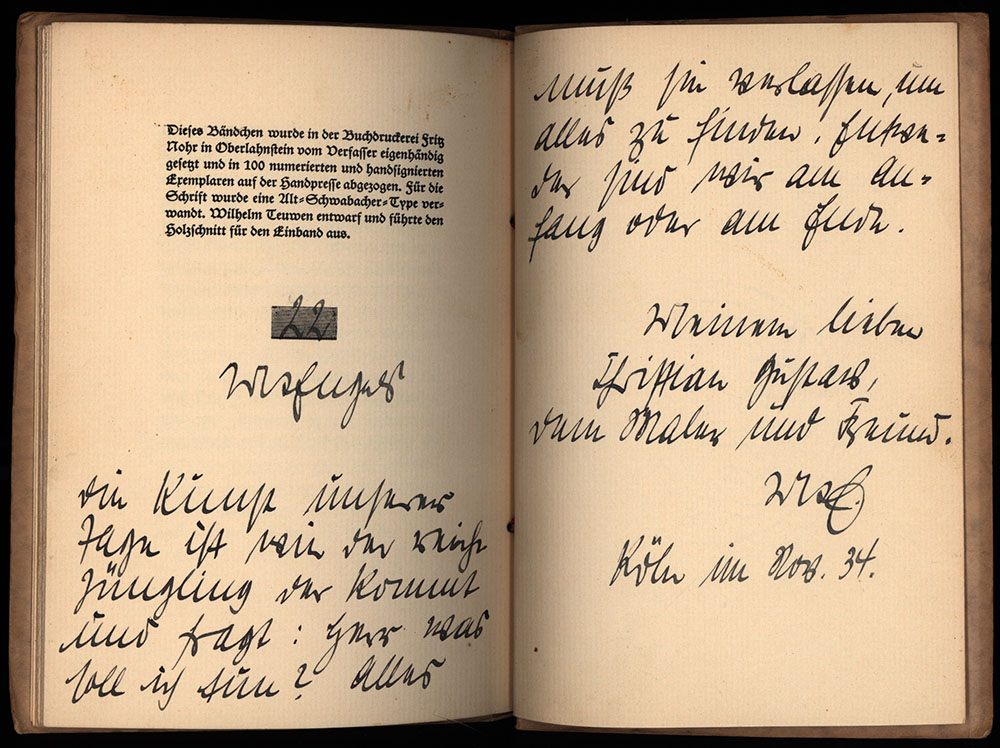 Dieses Bändchen wurde in der Buchdruckerei Fritz
Nohr in Oberlahnstein vom Verfasser eigenhändig
gesetzt und in 100 numerierten und handsignierten
Exemplaren auf der Handpresse abgezogen. Für die
Schrift wurde eine Alt-Schwabacher-Type ver-
wandt. Wilhelm Teuwen entwarf und führte den
Holzschnitt für den Einband aus.
22
die Kunst unserer
Tage ist wie der reiche
Jüngling der kommt
und fragt: Herr was
soll ich tun? Alles
muß sie verlassen, um
alles zu finden. Entwe-
der sind wir am An-
fang oder am Ende.
Meinem lieben
Christian Gustavs,
dem Maler und Freund.
Köln im Nov. 34.